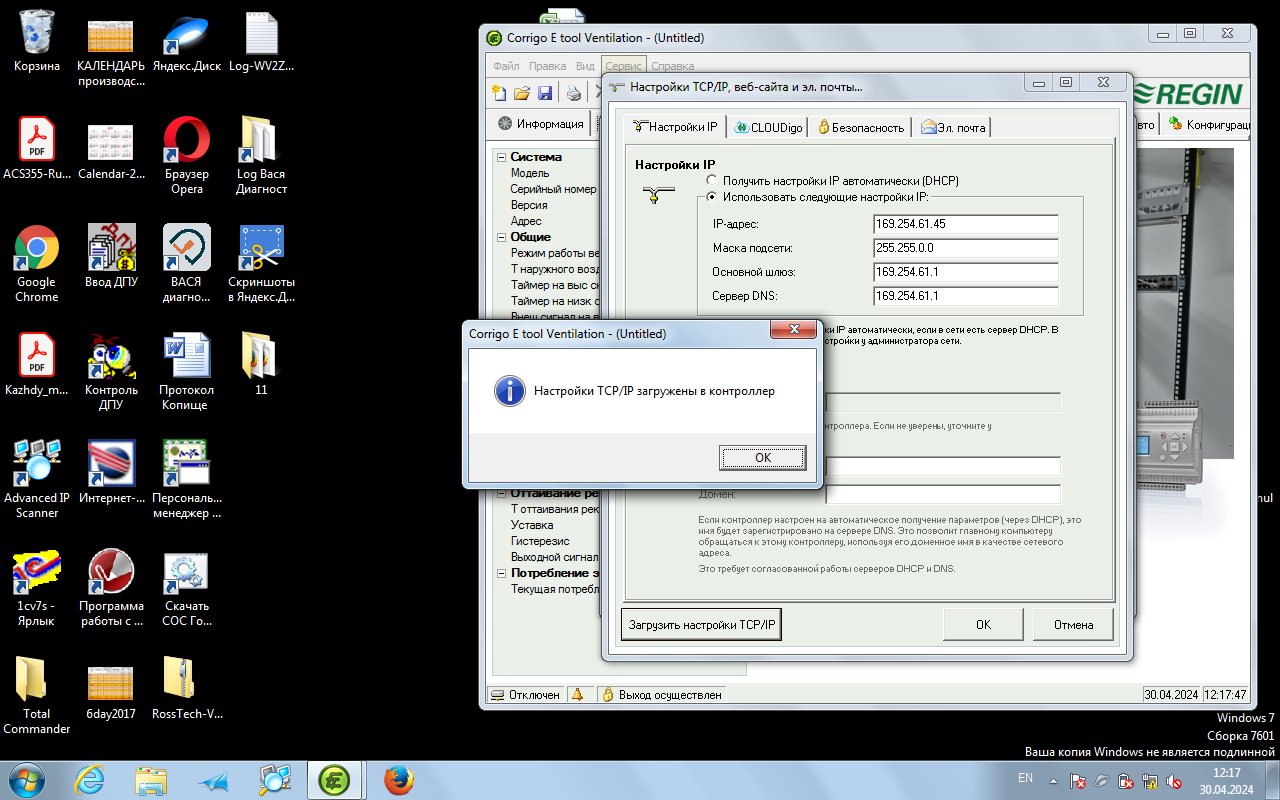 Корзина
КАЛЕНДАРЬ
производс...
Яндекс.Диск
Log-WV2Z...
ACS355-Ru...
Calendar-2...
Браузер
Opera
Log Вася
Диагност
Google
Chrome
Ввод ДПУ
ВАСЯ
диагно...
Скриншоты
в Яндекс.Д...
Kazhdy_m...
Контроль
ДПУ
Протокол
Копище
11
Advanced IP
Scanner
Интернет-...
Персональ...
менеджер ...
1cv7s -
Ярлык
Программа
работы с ...
Скачать
СОС Го...
Total
Commander
6day2017
RossTech-V...
Corrigo E tool Ventilation - (Untitled)
Файл Правка Вид Сервис Справка
REGIN
Информация
Конфигурац
Система
Модель
Серийный номер
Версия
Адрес
Общие
Режим работы ве
Т наружного возд
Таймер на выс ск
Таймер на низк с
Внеш сигнал на в
Оттаивание ре
Т оттаивания рек
Уставка
Гистерезис
Выходной сигнал
Потребление э
Текущая потребл
Настройки TCP/IP, веб-сайта и эл. почты...
Настройки IP
CLOUDigo
Безопасность
Эл. почта
Настройки IP
Получить настройки IP автоматически (DHCP)
Использовать следующие настройки IP:
IP-адрес: 169.254.61.45
Маска подсети: 255.255.0.0
Основной шлюз: 169.254.61.1
Сервер DNS: 169.254.61.1
ки IP автоматически, если в сети есть сервер DHCP. В
стройки у администратора сети.
нтроллера. Если не уверены, уточните у
Домен:
Если контроллер настроен на автоматическое получение параметров (через DHCP), это
имя будет зарегистрировано на сервере DNS. Это позволит главному компьютеру
обращаться к этому контроллеру, используя его доменное имя в качестве сетевого
адреса.
Это требует согласованной работы серверов DHCP и DNS.
Загрузить настройки TCP/IP
OK
Отмена
Corrigo E tool Ventilation - (Untitled)
Настройки TCP/IP загружены в контроллер
OK
Отключен
Выход осуществлен
30.04.2024 12:17:47
Windows 7
Сборка 7601
Ваша копия Windows не является подлинной
EN
12:17
30.04.2024